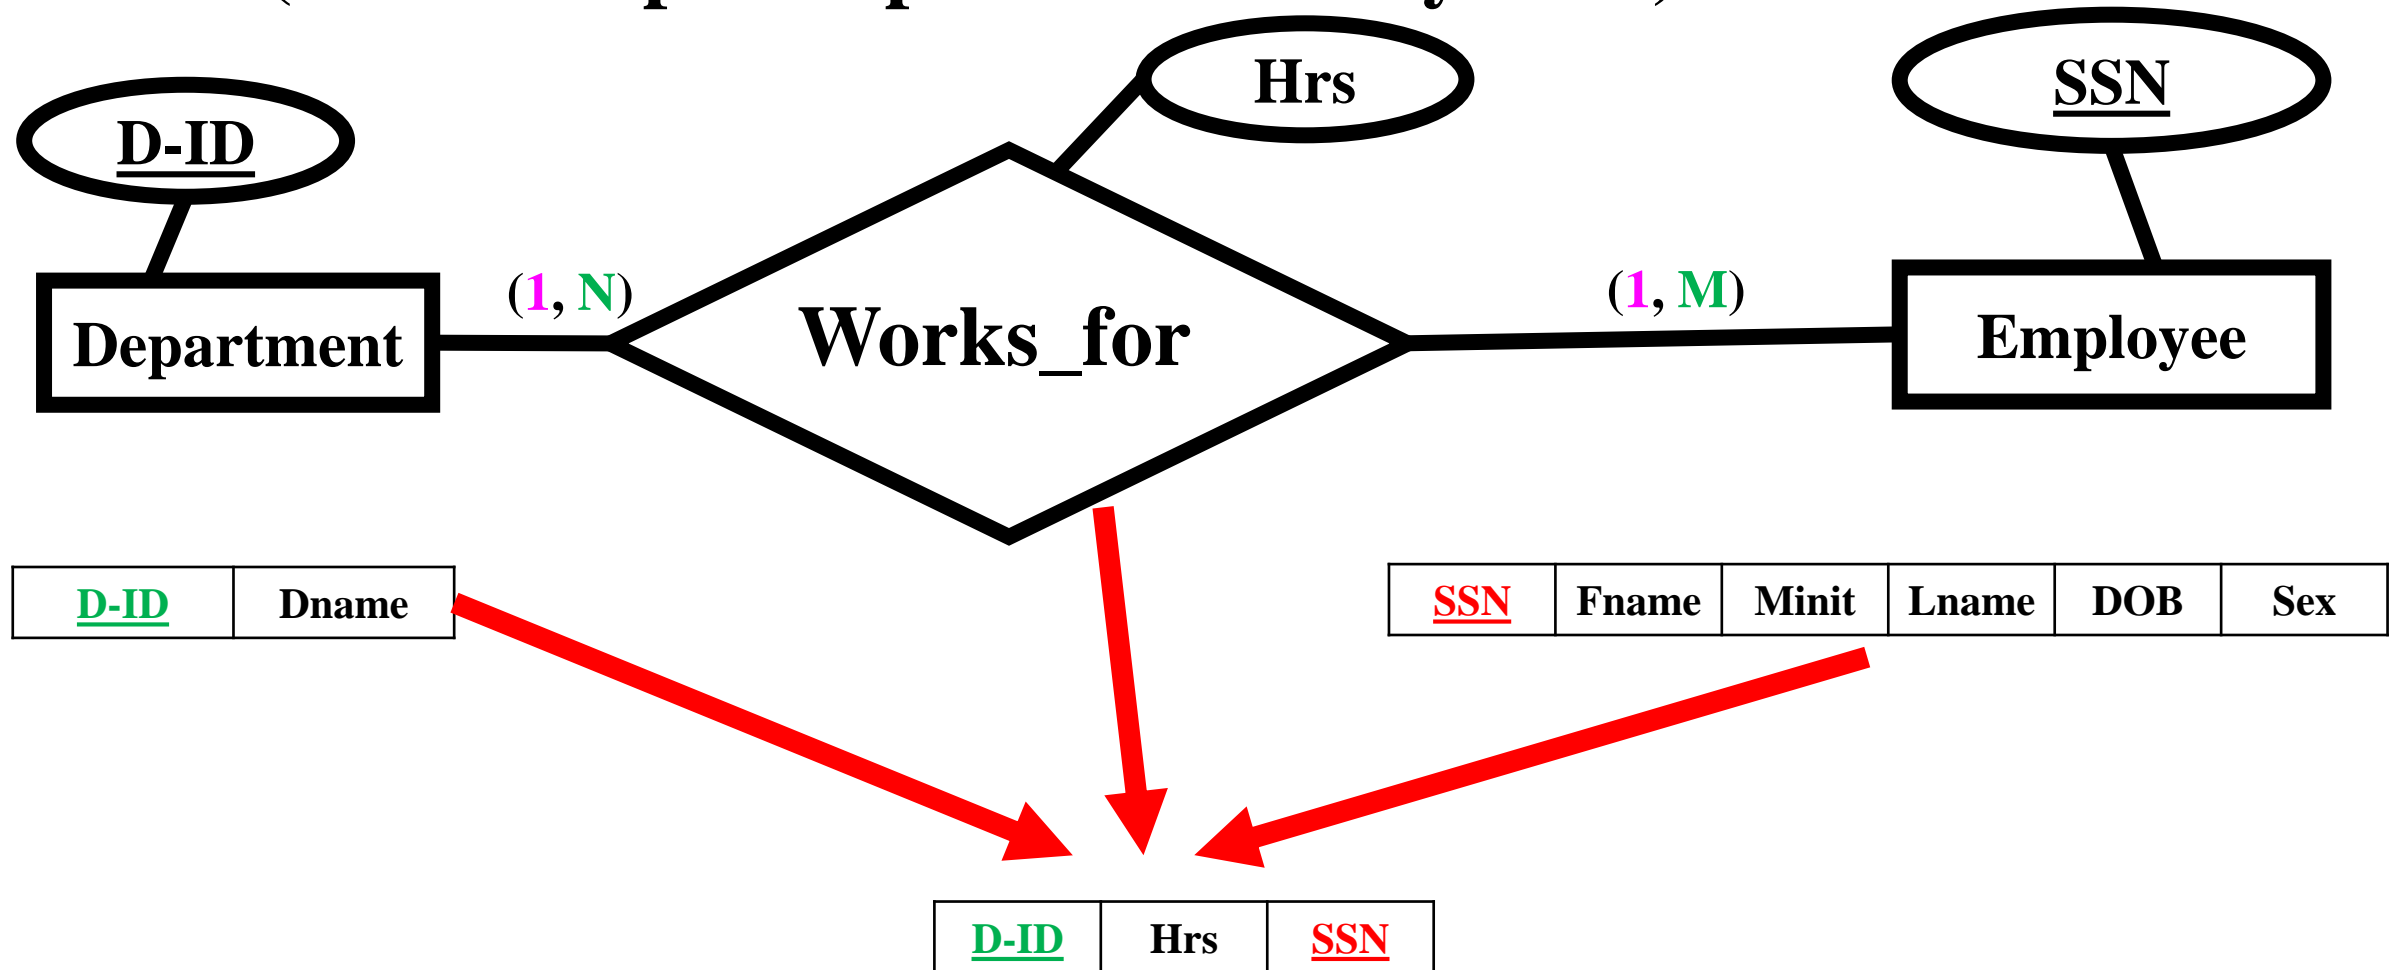 Hrs
SSN
D-ID
(1, N)
(1, M)
Department
Works_for
Employee
D-ID Dname
SSN Fname Minit Lname DOB Sex
D-ID Hrs SSN